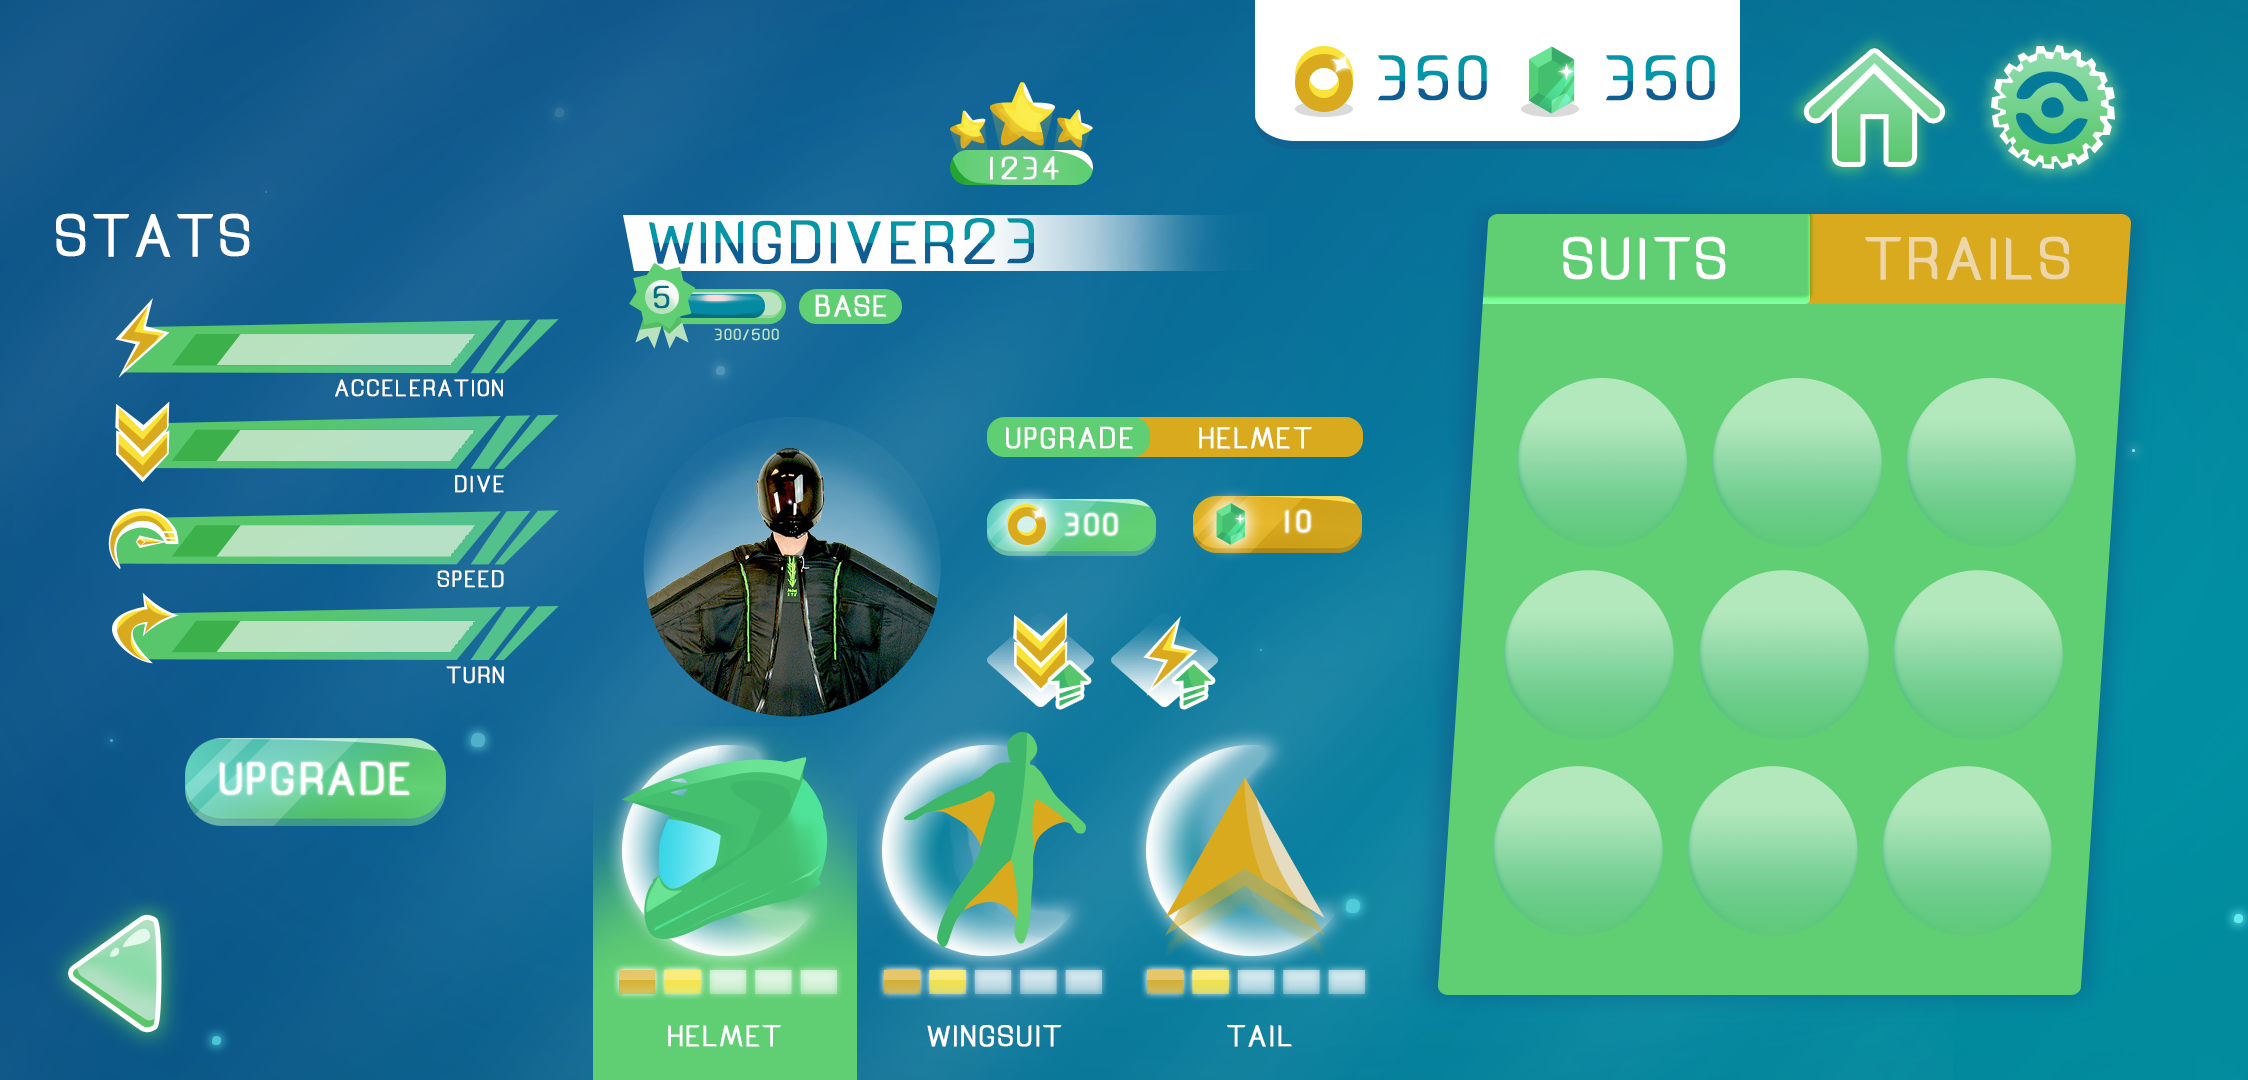 350
350
1234
STATS
WINGDIVER23
5
300/500
BASE
SUITS
TRAILS
ACCELERATION
DIVE
SPEED
TURN
UPGRADE
UPGRADE
HELMET
300
10
HELMET
WINGSUIT
TAIL